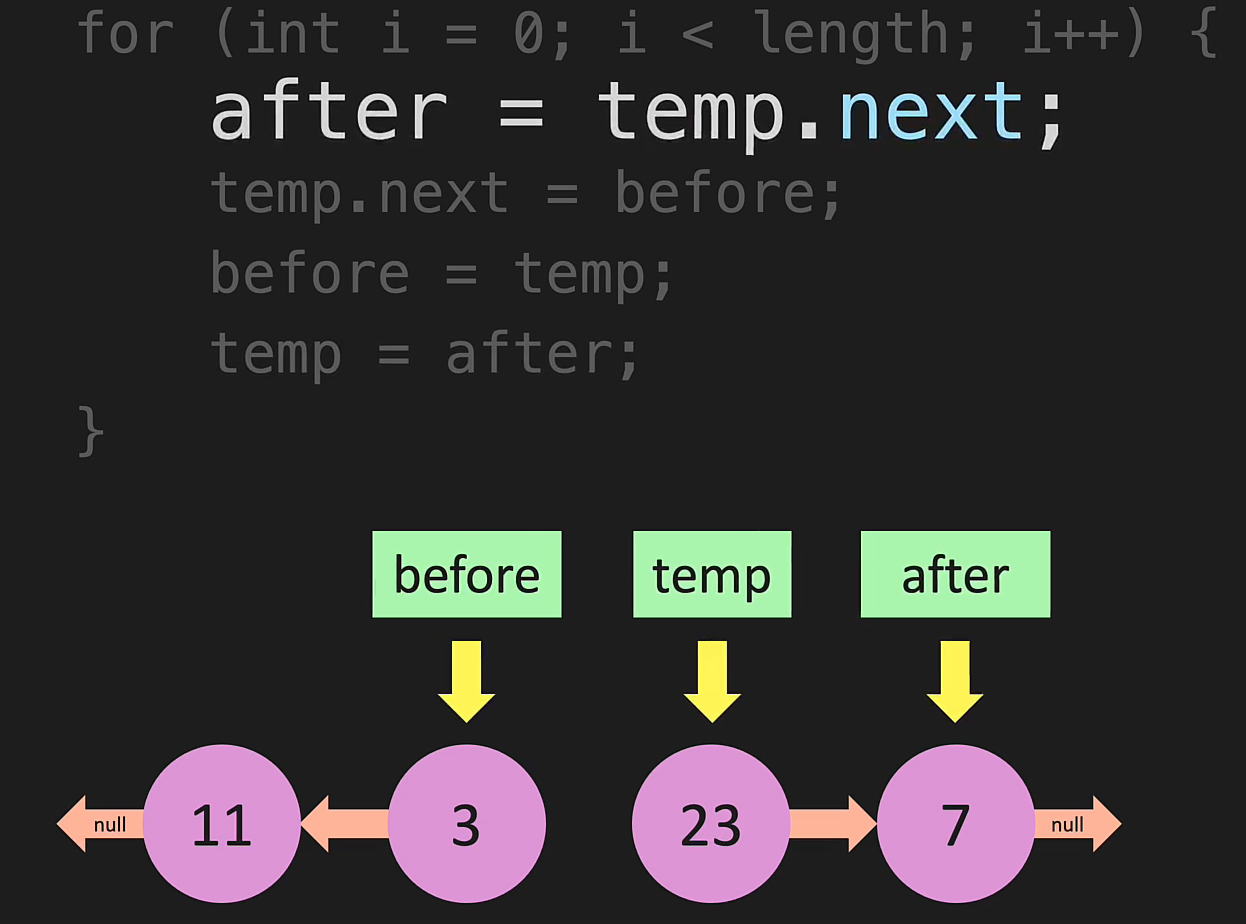 for (int i = 0; i < length; i++) {
after = temp.next;
temp.next = before;
before = temp;
temp = after;
}
before temp after
null 11 3 23 7 null